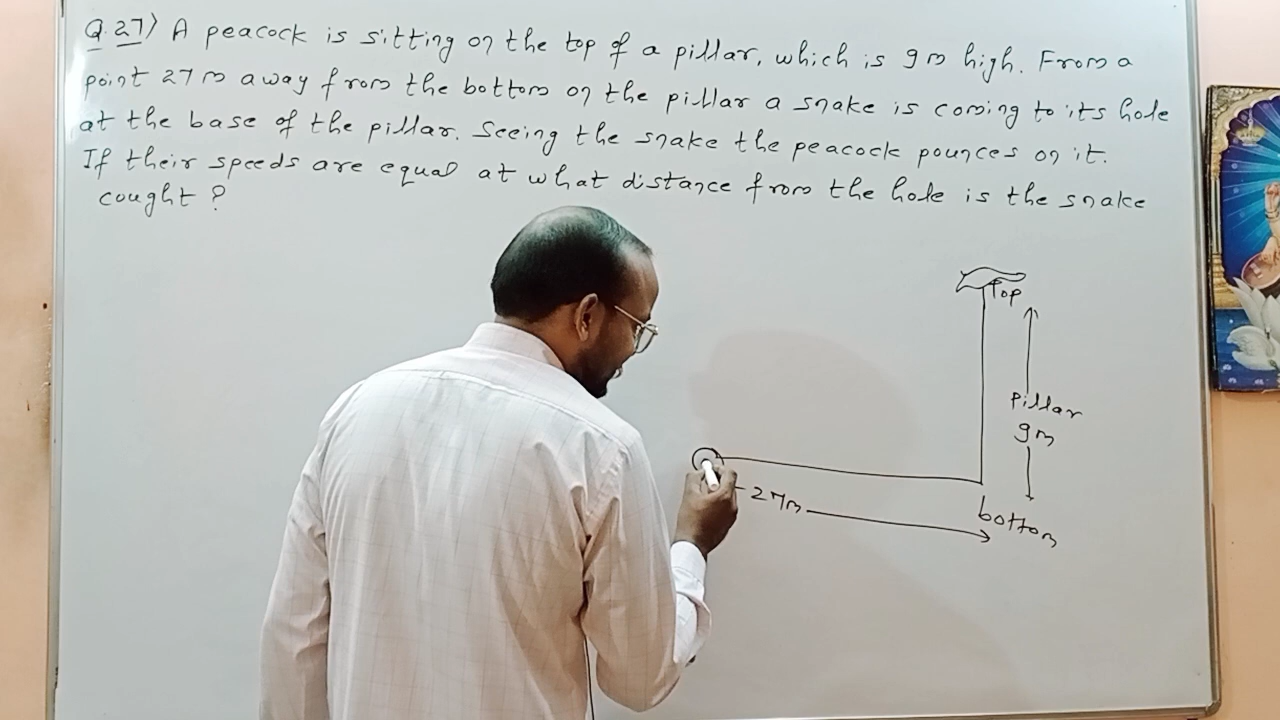 Q.27) A peacock is sitting on the top of a pillar, which is 9m high. From a
point 27m away from the bottom on the pillar a snake is coming to its hole
at the base of the pillar. Seeing the snake the peacock pounces on it.
If their speeds are equal at what distance from the hole is the snake
cought ?
Top
Pillar
9m
27m
bottom